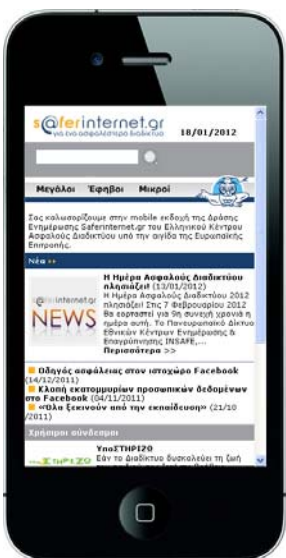 s@ferinternet.gr
για ένα ασφαλέστερο διαδίκτυο
18/01/2012
Μεγάλοι Έφηβοι Μικροί
Σας καλωσορίζουμε στην mobile εκδοχή της Δράσης
Ενημέρωσης Saferinternet.gr του Ελληνικού Κέντρου
Ασφαλούς Διαδικτύου υπό την αιγίδα της Ευρωπαϊκής
Επιτροπής.
Νέα
Η Ημέρα Ασφαλούς Διαδικτύου
πλησιάζει! (13/01/2012)
Η Ημέρα Ασφαλούς Διαδικτύου 2012
πλησιάζει! Στις 7 Φεβρουαρίου 2012
θα εορταστεί για 9η συνεχή χρονιά η
ημέρα αυτή. Το Πανευρωπαϊκό Δίκτυο
Εθνικών Κέντρων Ενημέρωσης &
Επαγρύπνησης INSAFE,...
Περισσότερα >>
s@ferinternet.gr
NEWS
Οδηγός ασφάλειας στον ιστοχώρο Facebook
(14/12/2011)
Κλοπή εκατομμυρίων προσωπικών δεδομένων
στο Facebook (04/11/2011)
«Όλα ξεκινούν από την εκπαίδευση» (21/10
/2011)
Χρήσιμοι σύνδεσμοι
ΥποΣΤΗΡΙΖΩ
Εάν το Διαδίκτυο δυσκολεύει τη ζωή